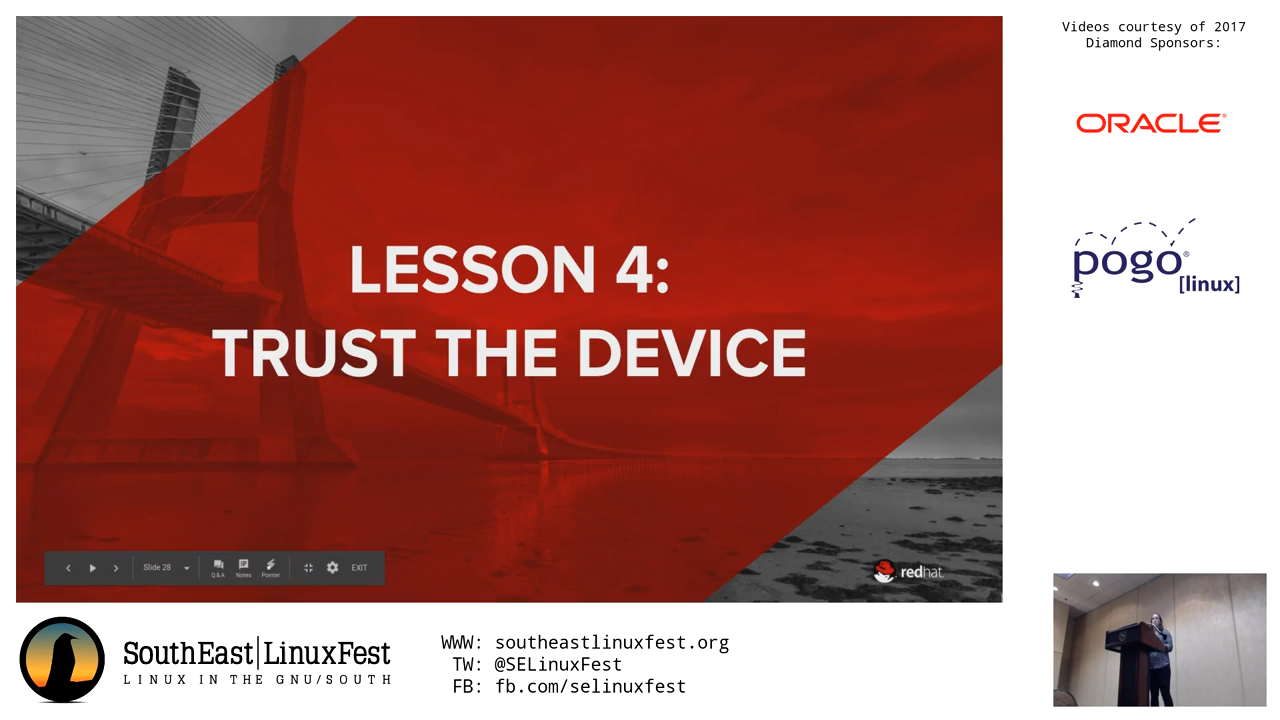 Videos courtesy of 2017
Diamond Sponsors:
ORACLE®
pogo®
[linux]
LESSON 4:
TRUST THE DEVICE
Slide 28
Q & A
Notes
Pointer
EXIT
redhat.
SouthEast|LinuxFest
LINUX IN THE GNU/SOUTH
WWW: southeastlinuxfest.org
TW: @SELinuxFest
FB: fb.com/selinuxfest